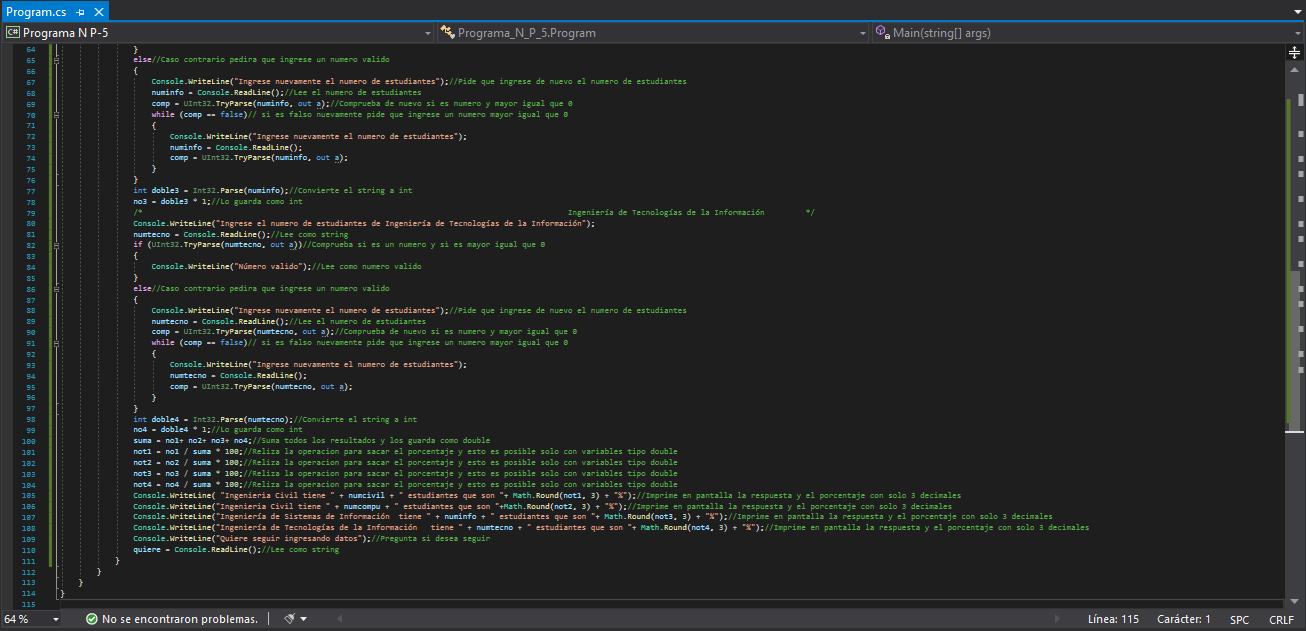 Program.cs
C# Programa N P-5 Programa_N_P_5.Program Main(string[] args)
64 }
65 else//Caso contrario pedira que ingrese un numero valido
66 {
67 Console.WriteLine("Ingrese nuevamente el numero de estudiantes");//Pide que ingrese de nuevo el numero de estudiantes
68 numinfo = Console.ReadLine();//Lee el numero de estudiantes
69 comp = UInt32.TryParse(numinfo, out a);//Comprueba de nuevo si es numero y mayor igual que 0
70 while (comp == false)// si es falso nuevamente pide que ingrese un numero mayor igual que 0
71 {
72 Console.WriteLine("Ingrese nuevamente el numero de estudiantes");
73 numinfo = Console.ReadLine();
74 comp = UInt32.TryParse(numinfo, out a);
75 }
76 }
77 int doble3 = Int32.Parse(numinfo);//Convierte el string a int
78 no3 = doble3 * 1;//Lo guarda como int
79 /* Ingeniería de Tecnologías de la Información */
80 Console.WriteLine("Ingrese el numero de estudiantes de Ingeniería de Tecnologías de la Información");
81 numtecno = Console.ReadLine();//Lee como string
82 if (UInt32.TryParse(numtecno, out a))//Comprueba si es un numero y si es mayor igual que 0
83 {
84 Console.WriteLine("Número valido");//Lee como numero valido
85 }
86 else//Caso contrario pedira que ingrese un numero valido
87 {
88 Console.WriteLine("Ingrese nuevamente el numero de estudiantes");//Pide que ingrese de nuevo el numero de estudiantes
89 numtecno = Console.ReadLine();//Lee el numero de estudiantes
90 comp = UInt32.TryParse(numtecno, out a);//Comprueba de nuevo si es numero y mayor igual que 0
91 while (comp == false)// si es falso nuevamente pide que ingrese un numero mayor igual que 0
92 {
93 Console.WriteLine("Ingrese nuevamente el numero de estudiantes");
94 numtecno = Console.ReadLine();
95 comp = UInt32.TryParse(numtecno, out a);
96 }
97 }
98 int doble4 = Int32.Parse(numtecno);//Convierte el string a int
99 no4 = doble4 * 1;//Lo guarda como int
100 suma = no1+ no2+ no3+ no4;//Suma todos los resultados y los guarda como double
101 not1 = no1 / suma * 100;//Reliza la operacion para sacar el porcentaje y esto es posible solo con variables tipo double
102 not2 = no2 / suma * 100;//Reliza la operacion para sacar el porcentaje y esto es posible solo con variables tipo double
103 not3 = no3 / suma * 100;//Reliza la operacion para sacar el porcentaje y esto es posible solo con variables tipo double
104 not4 = no4 / suma * 100;//Reliza la operacion para sacar el porcentaje y esto es posible solo con variables tipo double
105 Console.WriteLine( "Ingenieria Civil tiene " + numcivil + " estudiantes que son "+ Math.Round(not1, 3) + "%");//Imprime en pantalla la respuesta y el porcentaje con solo 3 decimales
106 Console.WriteLine("Ingenieria Civil tiene " + numcompu + " estudiantes que son "+Math.Round(not2, 3) + "%");//Imprime en pantalla la respuesta y el porcentaje con solo 3 decimales
107 Console.WriteLine("Ingeniería de Sistemas de Información tiene " + numinfo + " estudiantes que son "+ Math.Round(not3, 3) + "%");//Imprime en pantalla la respuesta y el porcentaje con solo 3 decimales
108 Console.WriteLine("Ingeniería de Tecnologías de la Información tiene " + numtecno + " estudiantes que son "+ Math.Round(not4, 3) + "%");//Imprime en pantalla la respuesta y el porcentaje con solo 3 decimales
109 Console.WriteLine("Quiere seguir ingresando datos");//Pregunta si desea seguir
110 quiere = Console.ReadLine();//Lee como string
111 }
112 }
113 }
114 }
115
64 % No se encontraron problemas. Línea: 115 Carácter: 1 SPC CRLF